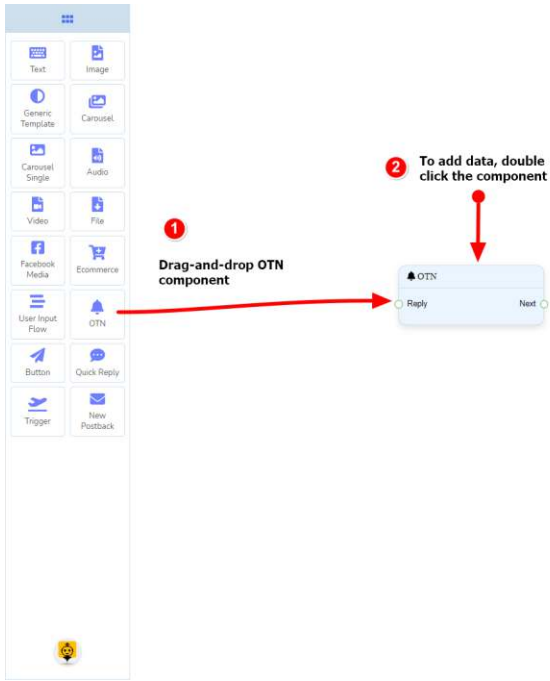 Text
Image
Generic
Template
Carousel
Carousel
Single
Audio
Video
File
Facebook
Media
Ecommerce
User Input
Flow
OTN
Button
Quick Reply
Trigger
New
Postback
1
Drag-and-drop OTN
component
2
To add data, double
click the component
OTN
Reply
Next